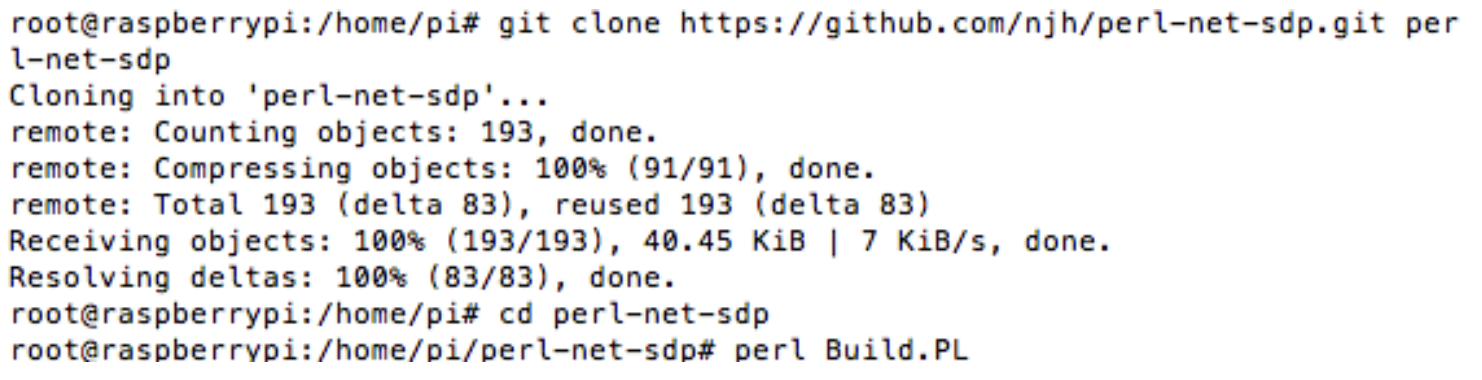 root@raspberrypi:/home/pi# git clone https://github.com/njh/perl-net-sdp.git per
l-net-sdp
Cloning into 'perl-net-sdp'...
remote: Counting objects: 193, done.
remote: Compressing objects: 100% (91/91), done.
remote: Total 193 (delta 83), reused 193 (delta 83)
Receiving objects: 100% (193/193), 40.45 KiB | 7 KiB/s, done.
Resolving deltas: 100% (83/83), done.
root@raspberrypi:/home/pi# cd perl-net-sdp
root@raspberrypi:/home/pi/perl-net-sdp# perl Build.PL